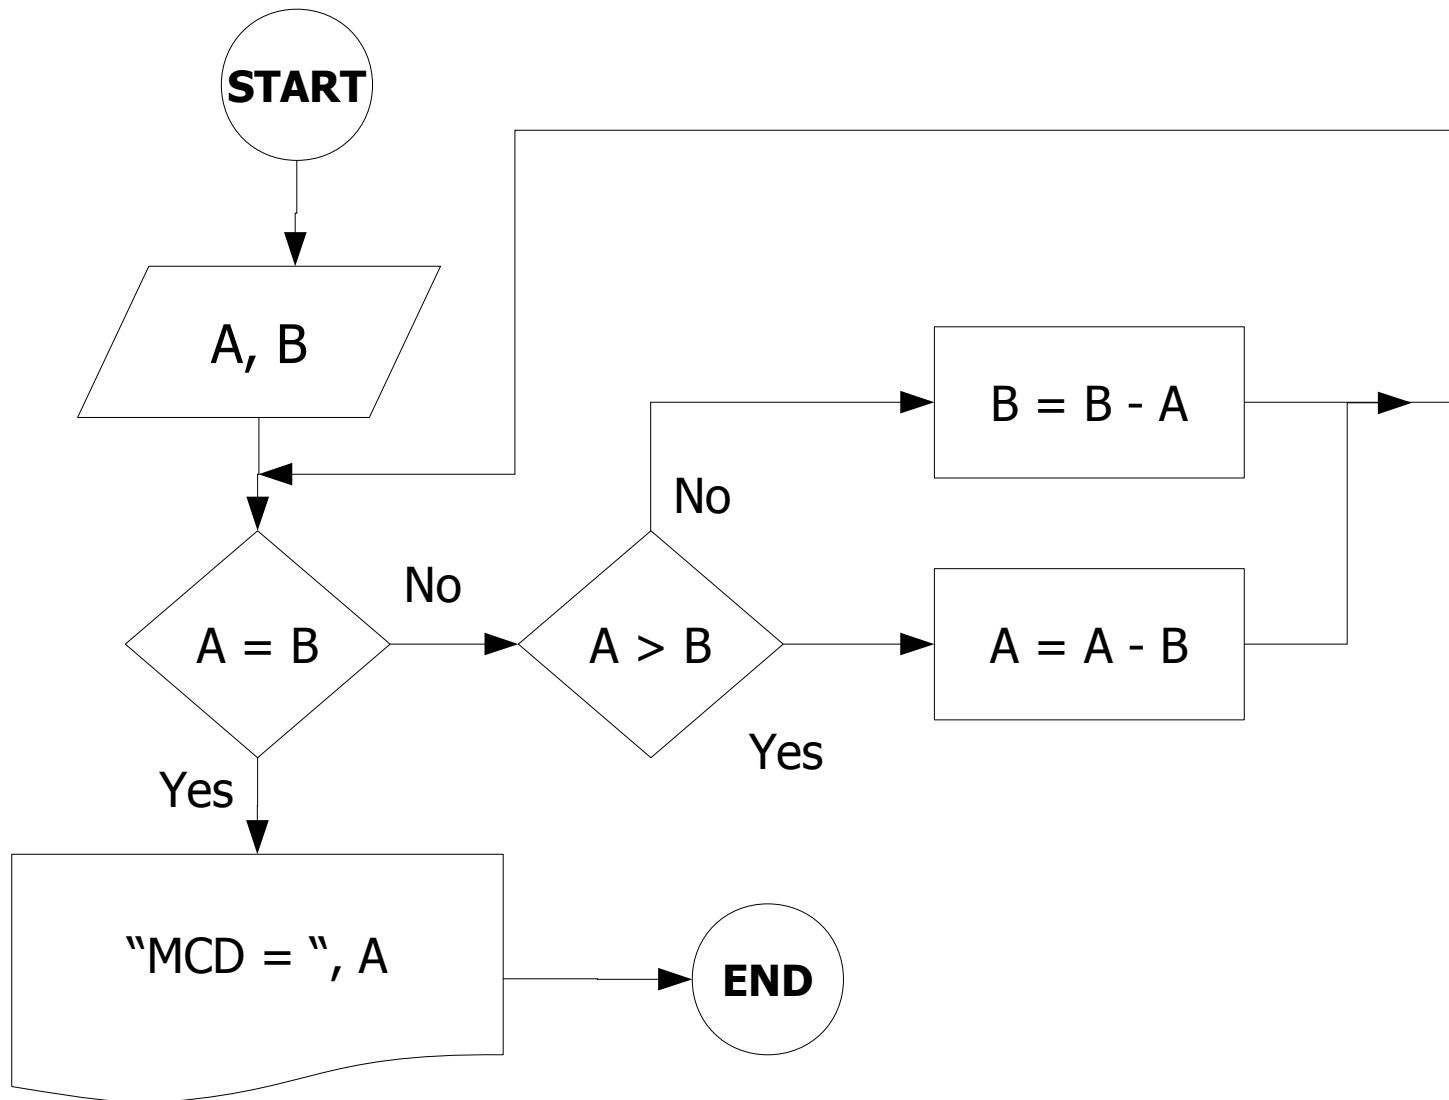 START
A, B
B = B - A
No
No
A = B
A > B
A = A - B
Yes
Yes
“MCD = “, A
END